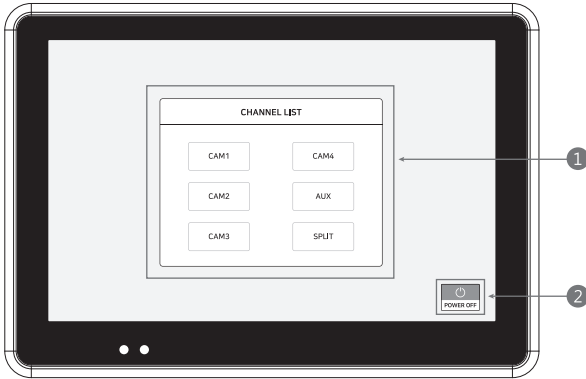 CHANNEL LIST
CAM1 CAM4
CAM2 AUX
CAM3 SPLIT
1
POWER OFF
2